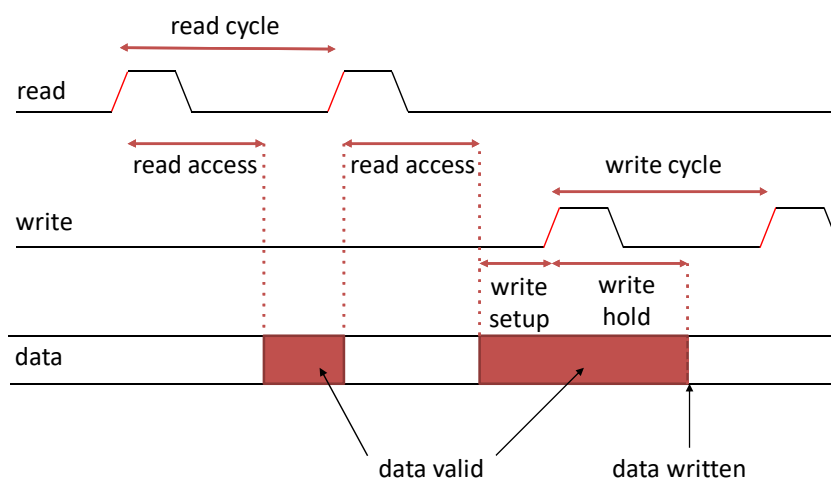 read cycle
read
read access
read access
write cycle
write
write
setup
write
hold
data
data valid
data written